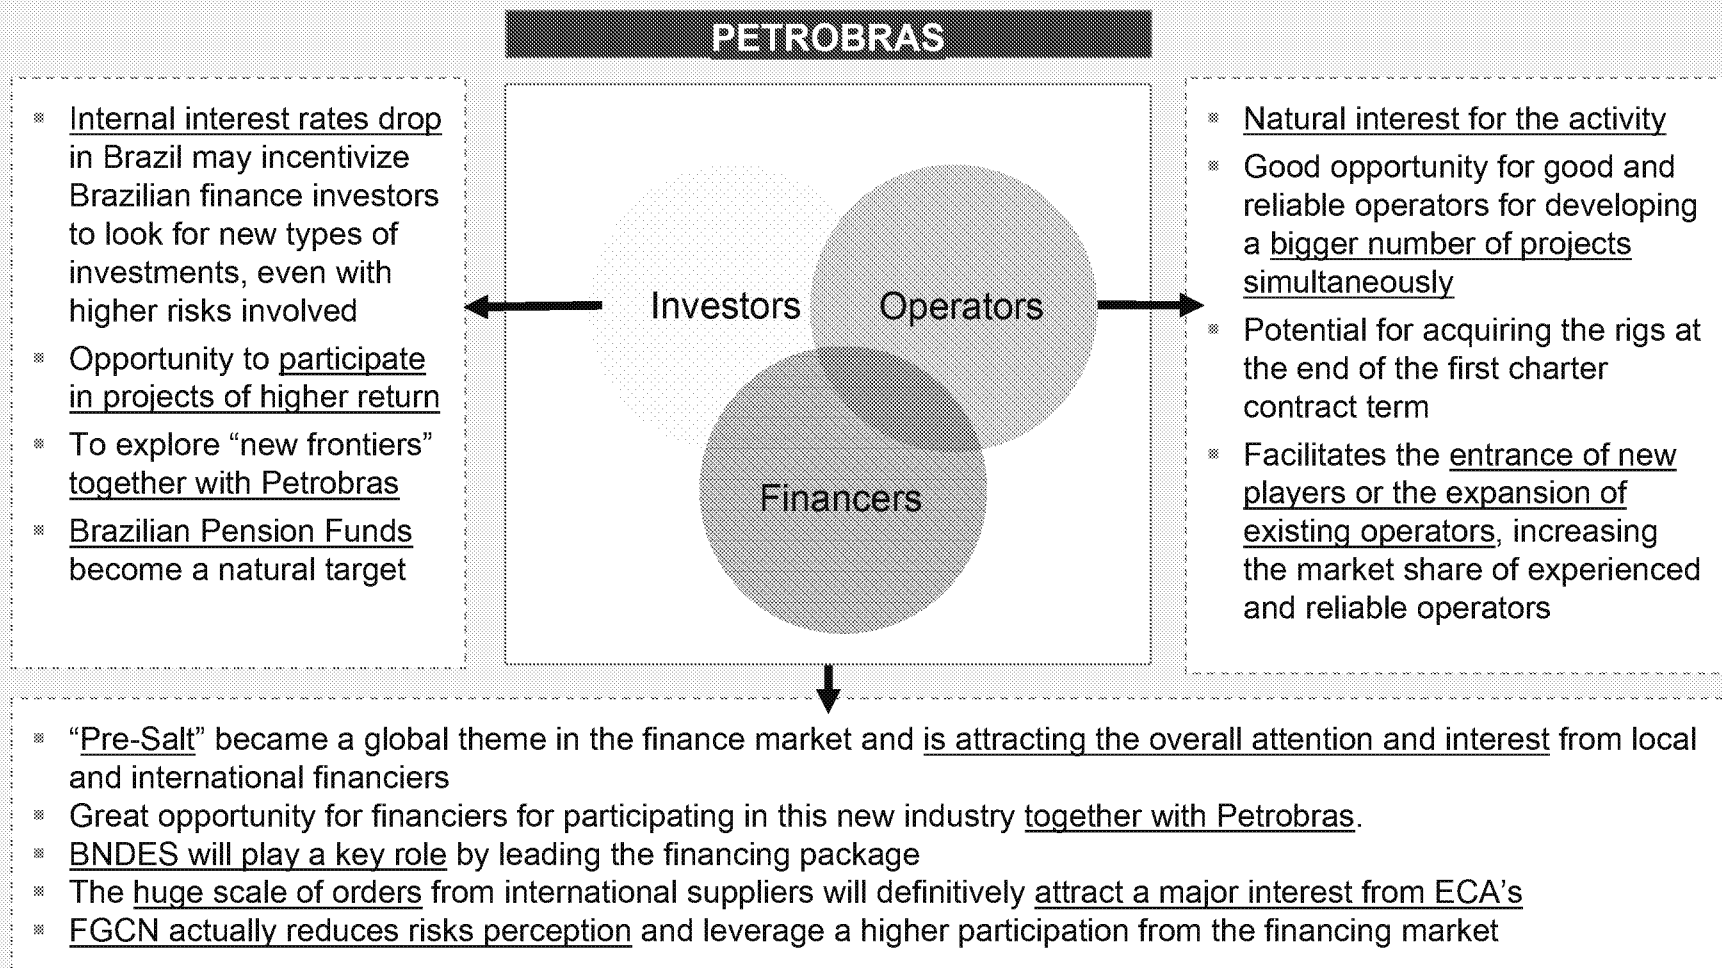 PETROBRAS
▪ Internal interest rates drop
in Brazil may incentivize
Brazilian finance investors
to look for new types of
investments, even with
higher risks involved
▪ Opportunity to participate
in projects of higher return
▪ To explore “new frontiers”
together with Petrobras
▪ Brazilian Pension Funds
become a natural target
Investors
Operators
Financers
▪ Natural interest for the activity
▪ Good opportunity for good and
reliable operators for developing
a bigger number of projects
simultaneously
▪ Potential for acquiring the rigs at
the end of the first charter
contract term
▪ Facilitates the entrance of new
players or the expansion of
existing operators, increasing
the market share of experienced
and reliable operators
▪ “Pre-Salt” became a global theme in the finance market and is attracting the overall attention and interest from local
and international financiers
▪ Great opportunity for financiers for participating in this new industry together with Petrobras.
▪ BNDES will play a key role by leading the financing package
▪ The huge scale of orders from international suppliers will definitively attract a major interest from ECA’s
▪ FGCN actually reduces risks perception and leverage a higher participation from the financing market